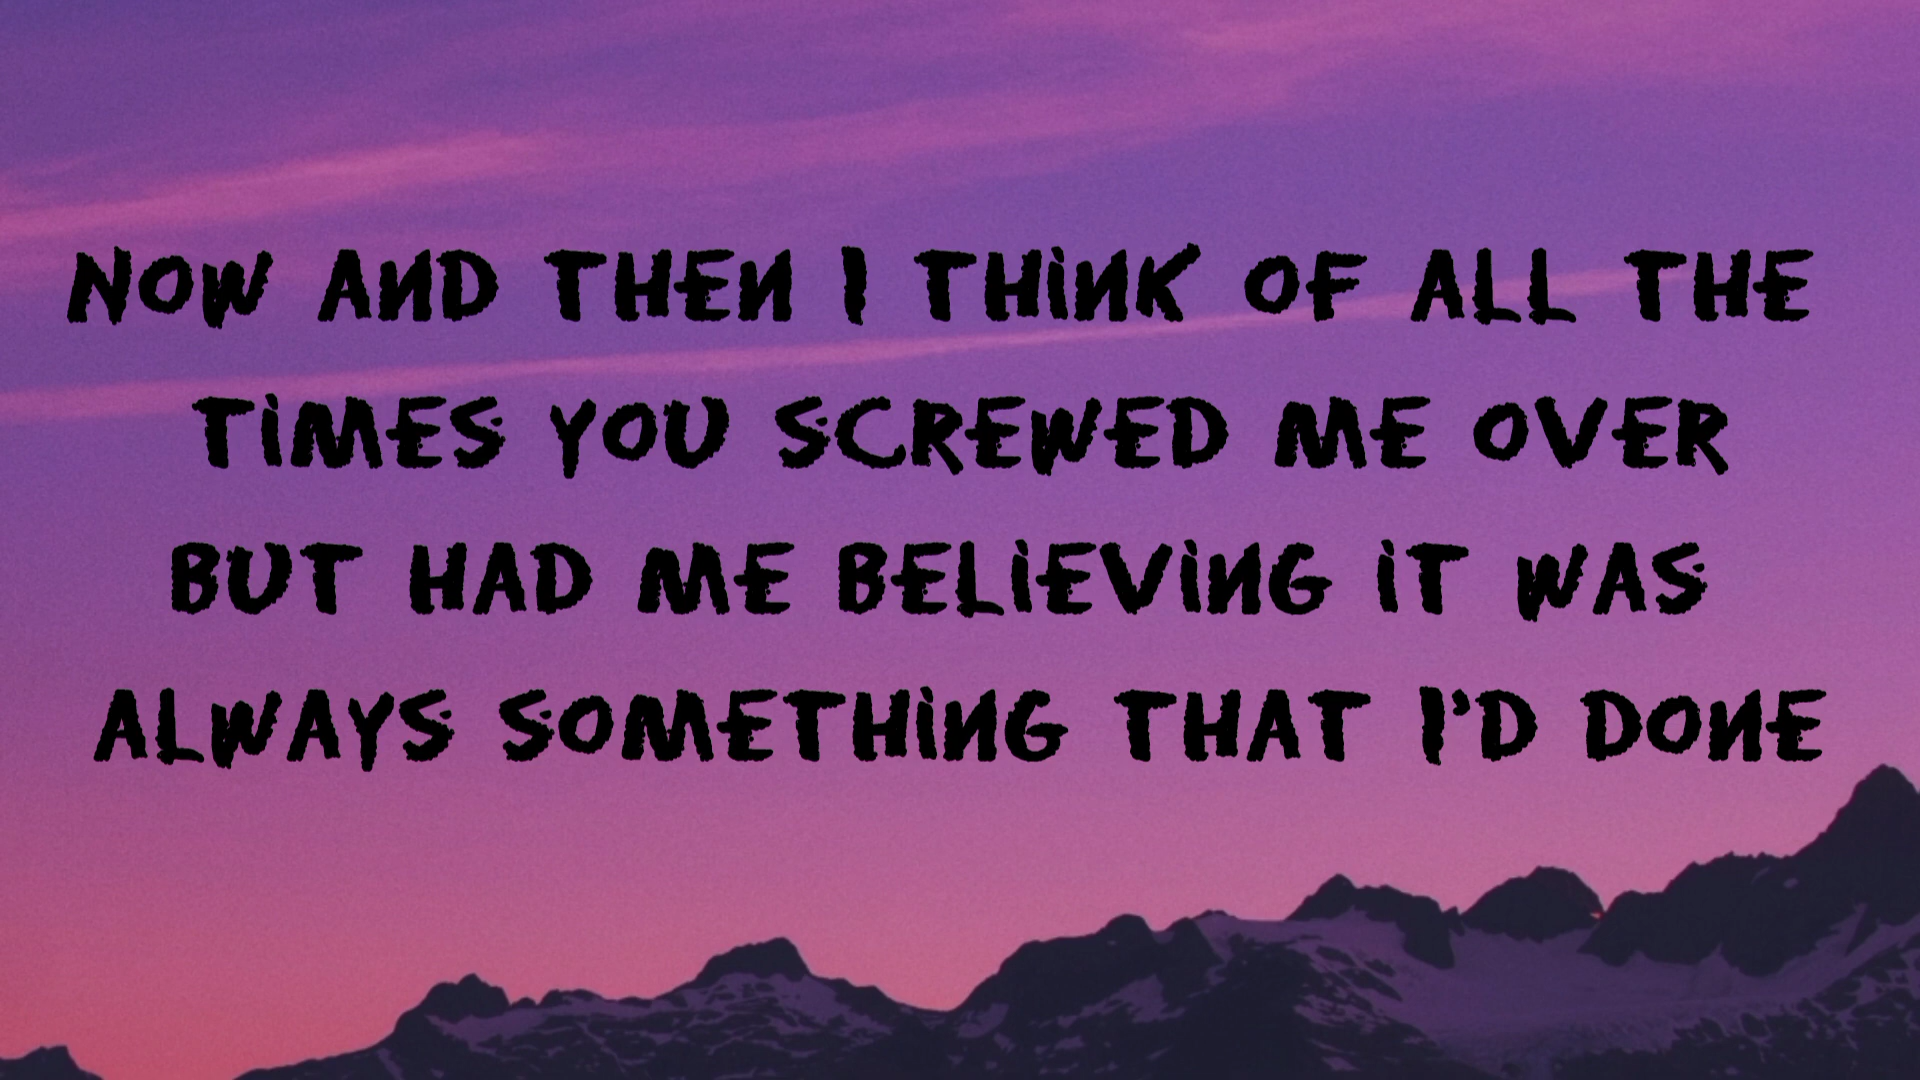 NOW AND THEN I THINK OF ALL THE
TIMES YOU SCREWED ME OVER
BUT HAD ME BELIEVING IT WAS
ALWAYS SOMETHING THAT I'D DONE